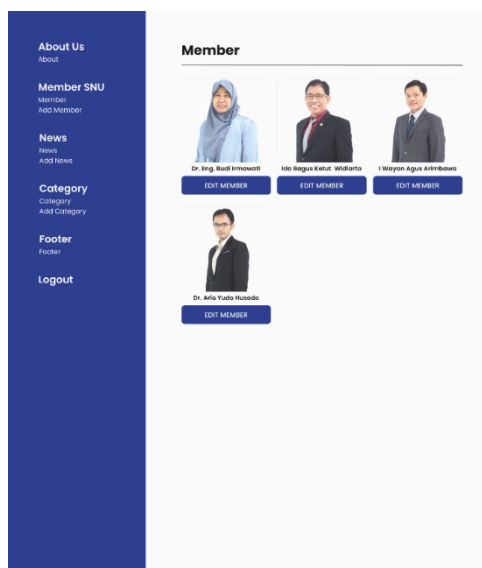 About Us
About
Member SNU
Member
Add Member
News
News
Add News
Category
Category
Add Category
Footer
Footer
Logout
Member
Dr. Eng. Budi Irmawati
Ida Bagus Ketut Widiarta
I Wayan Agus Arimbawa
EDIT MEMBER
EDIT MEMBER
EDIT MEMBER
Dr. Ario Yudo Husodo
EDIT MEMBER